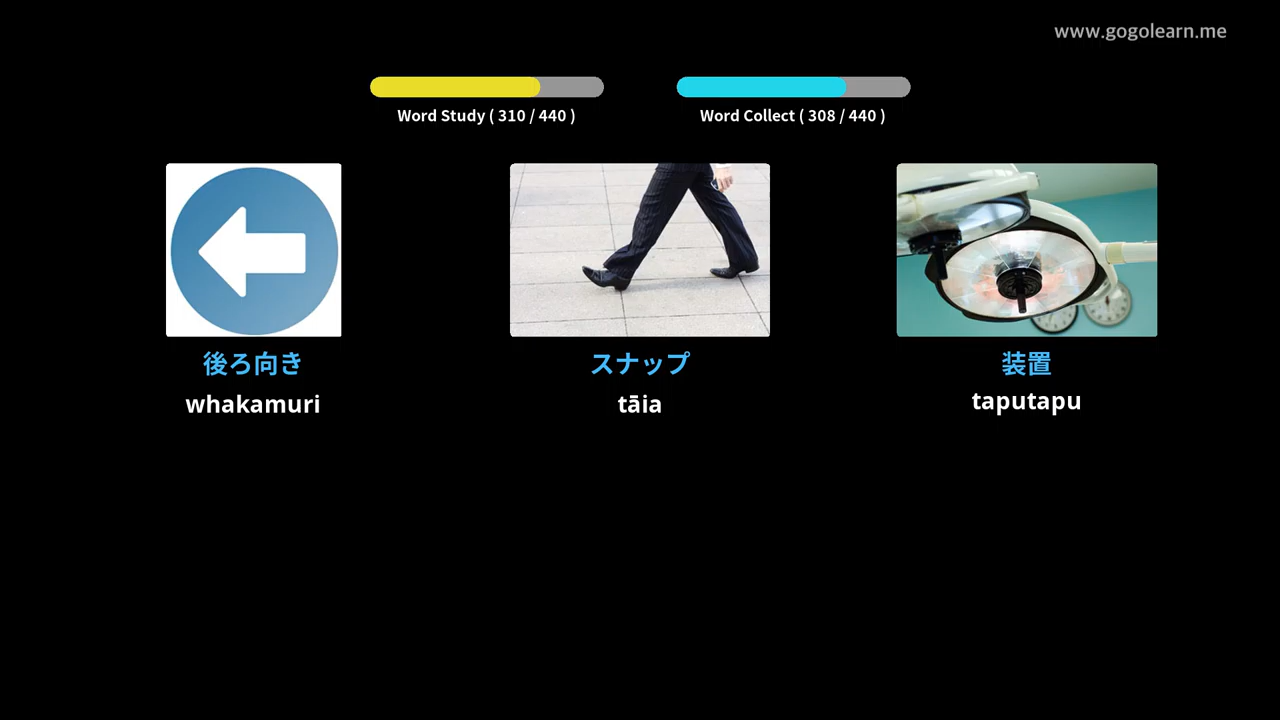 www.gogolearn.me
Word Study ( 310 / 440 )
Word Collect ( 308 / 440 )
後ろ向き
whakamuri
スナップ
tāia
装置
taputapu